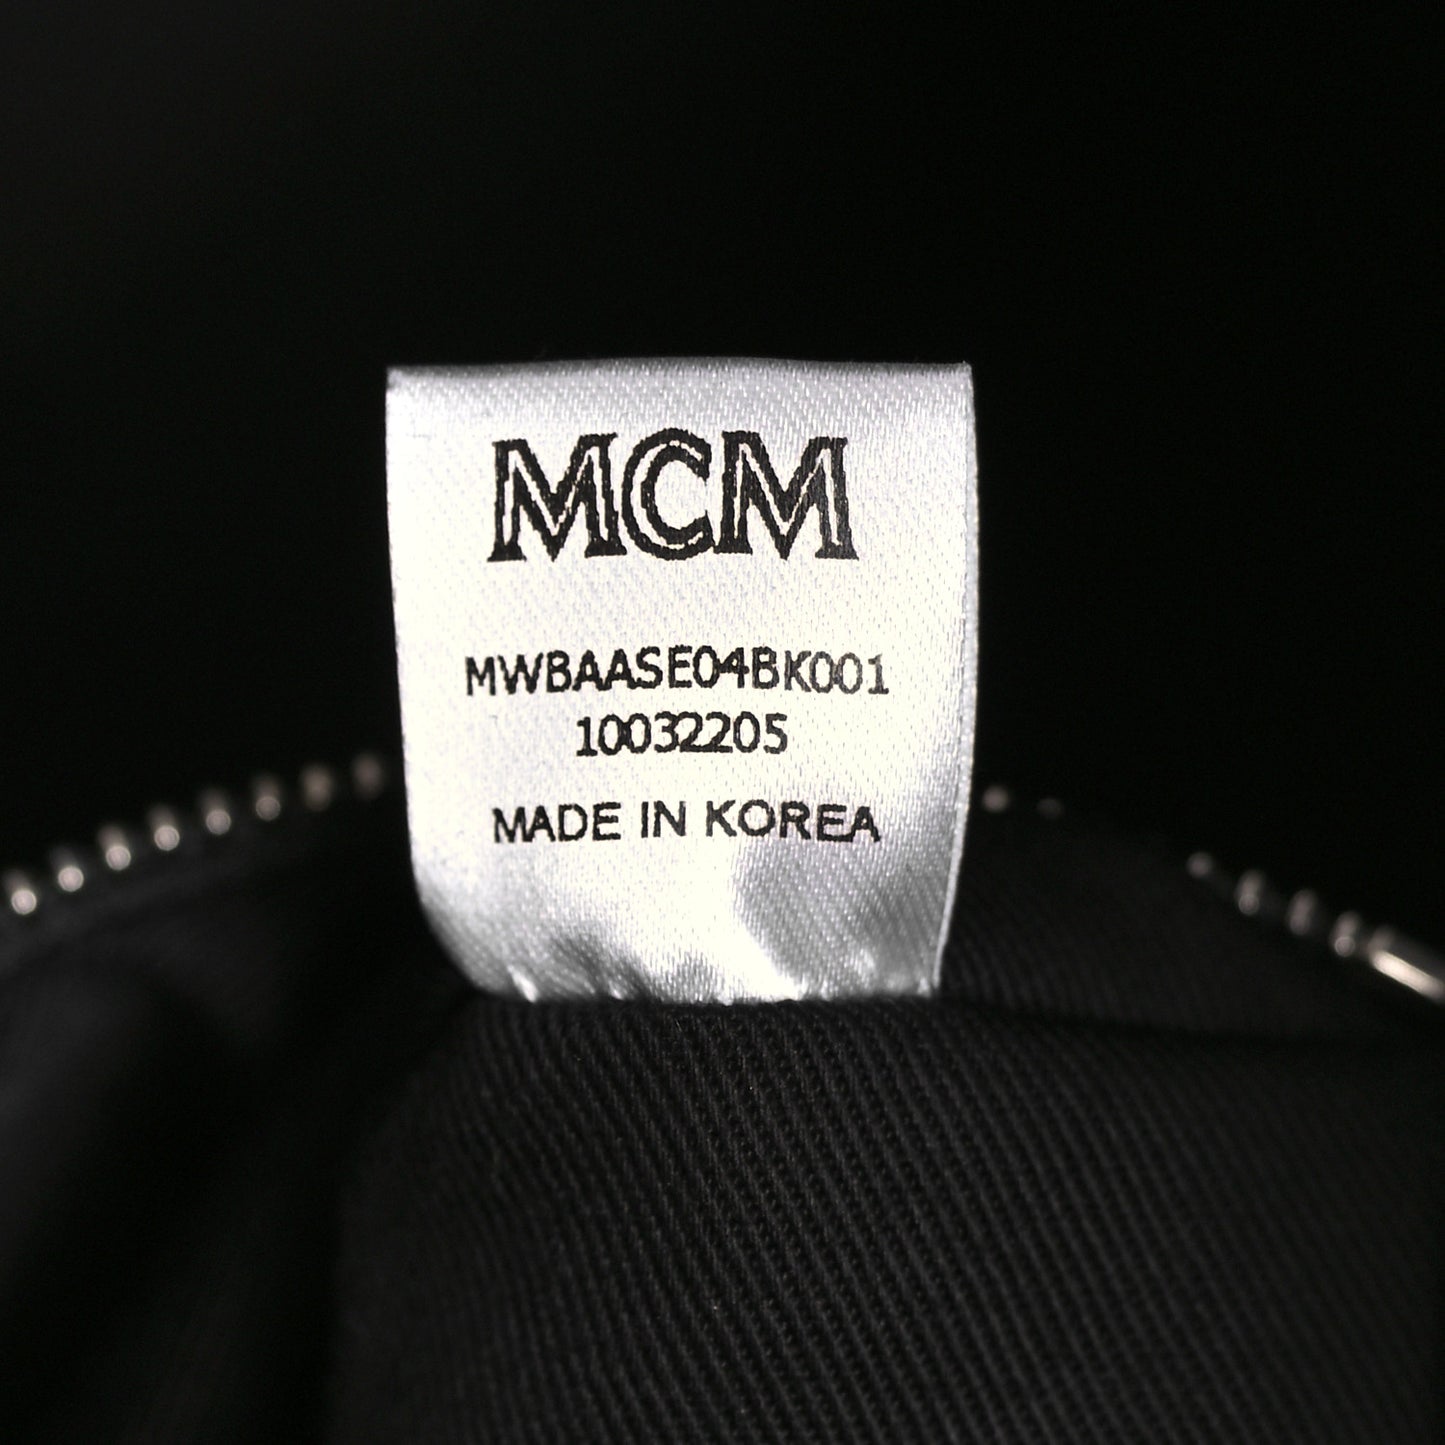 MCM
MWBAASE04BK001
10032205
MADE IN KOREA